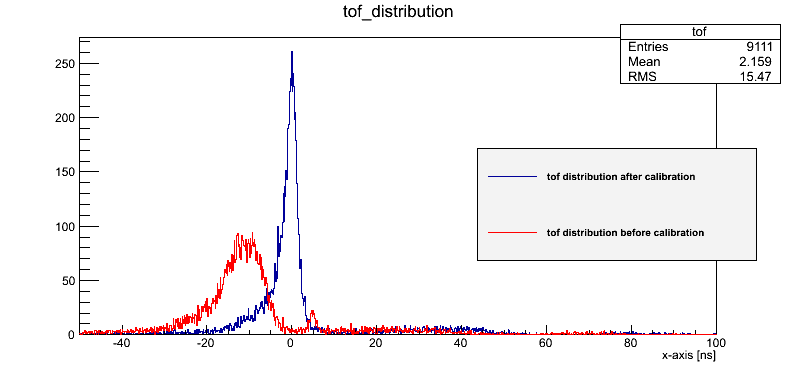 tof_distribution
tof
Entries 9111
Mean 2.159
RMS 15.47
250
200
150
100
50
0
tof distribution after calibration
tof distribution before calibration
-40 -20 0 20 40 60 80 100
x-axis [ns]